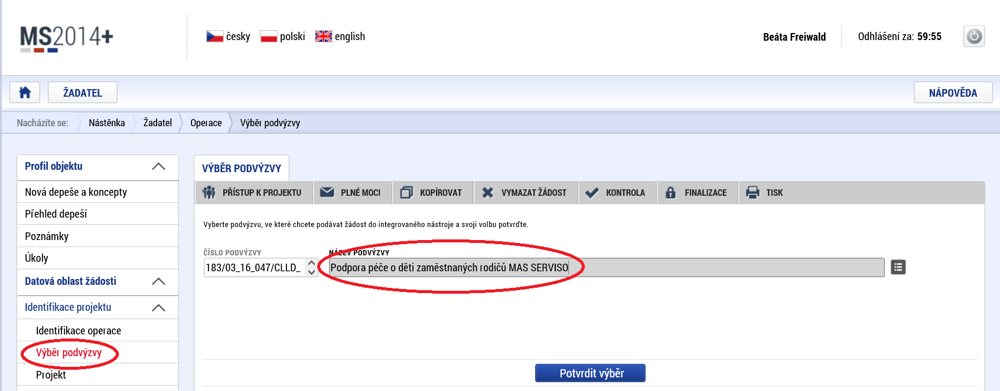 MS2014+
česky polski english
Beáta Freiwald
Odhlášení za: 59:55
ŽADATEL
NÁPOVĚDA
Nacházíte se: Nástěnka Žadatel Operace Výběr podvýzvy
Profil objektu
Nová depeše a koncepty
Přehled depeší
Poznámky
Úkoly
Datová oblast žádosti
Identifikace projektu
Identifikace operace
Výběr podvýzvy
Projekt
VÝBĚR PODVÝZVY
PŘÍSTUP K PROJEKTU PLNÉ MOCI KOPÍROVAT VYMAZAT ŽÁDOST KONTROLA FINALIZACE TISK
Vyberte podvýzvu, ve které chcete podávat žádost do integrovaného nástroje a svoji volbu potvrďte.
ČÍSLO PODVÝZVY NÁZEV PODVÝZVY
183/03_16_047/CLLD_ Podpora péče o děti zaměstnaných rodičů MAS SERVISO
Potvrdit výběr